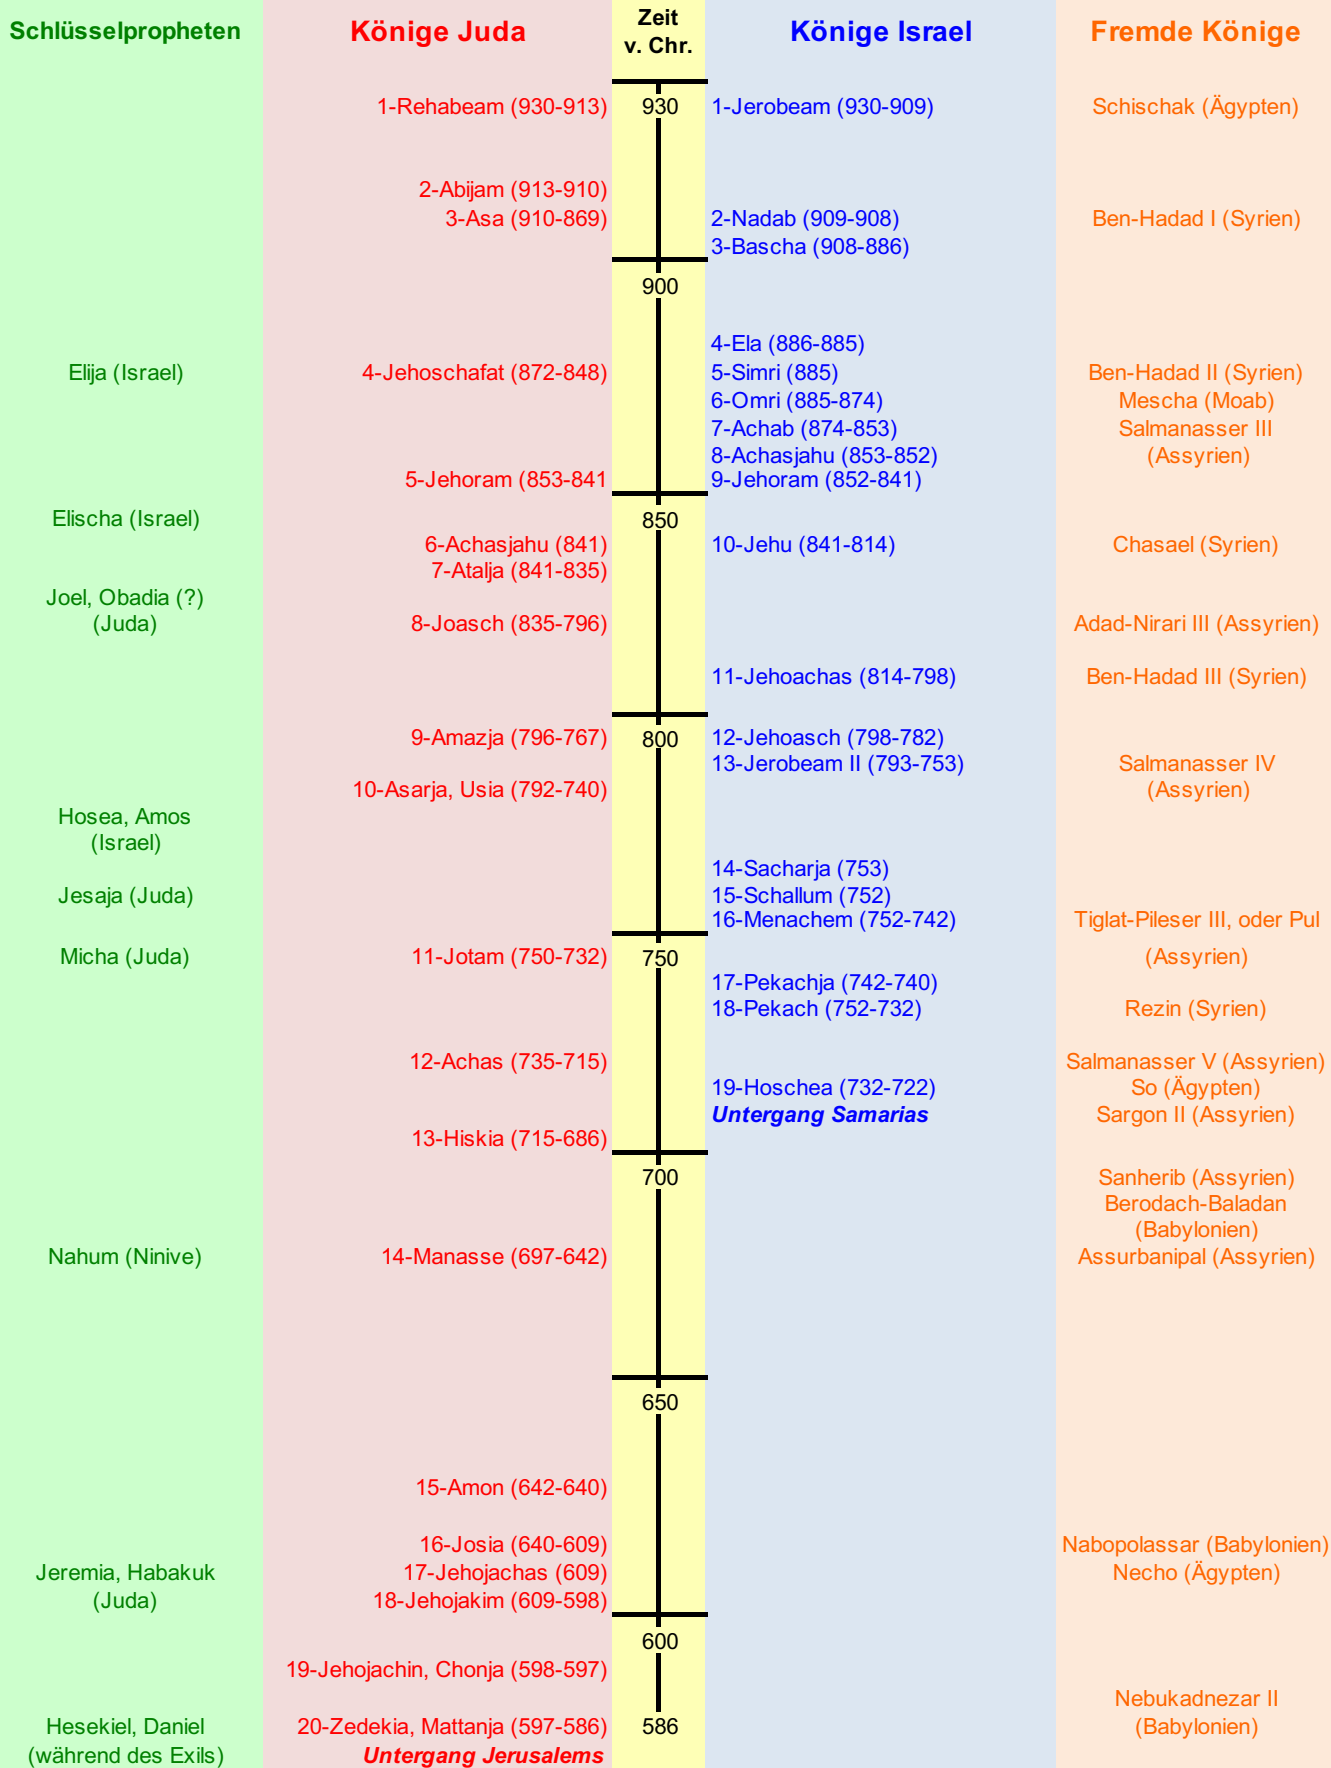 Schlüsselpropheten Könige Juda Zeit v. Chr. Könige Israel Fremde Könige
1-Rehabeam (930-913) 930 1-Jerobeam (930-909) Schischak (Ägypten)
2-Abijam (913-910)
3-Asa (910-869) 2-Nadab (909-908) Ben-Hadad I (Syrien)
3-Bascha (908-886)
900
4-Ela (886-885)
Elija (Israel) 4-Jehoschafat (872-848) 5-Simri (885) Ben-Hadad II (Syrien)
6-Omri (885-874) Mescha (Moab)
7-Achab (874-853) Salmanasser III
8-Achasjahu (853-852) (Assyrien)
5-Jehoram (853-841 9-Jehoram (852-841)
Elischa (Israel) 850
6-Achasjahu (841) 10-Jehu (841-814) Chasael (Syrien)
7-Atalja (841-835)
Joel, Obadia (?)
(Juda) 8-Joasch (835-796) Adad-Nirari III (Assyrien)
11-Jehoachas (814-798) Ben-Hadad III (Syrien)
9-Amazja (796-767) 800 12-Jehoasch (798-782)
13-Jerobeam II (793-753) Salmanasser IV
10-Asarja, Usia (792-740) (Assyrien)
Hosea, Amos
(Israel)
14-Sacharja (753)
Jesaja (Juda) 15-Schallum (752)
16-Menachem (752-742) Tiglat-Pileser III, oder Pul
Micha (Juda) 11-Jotam (750-732) 750 (Assyrien)
17-Pekachja (742-740)
18-Pekach (752-732) Rezin (Syrien)
12-Achas (735-715) Salmanasser V (Assyrien)
19-Hoschea (732-722) So (Ägypten)
Untergang Samarias Sargon II (Assyrien)
13-Hiskia (715-686)
700 Sanherib (Assyrien)
Berodach-Baladan
(Babylonien)
Nahum (Ninive) 14-Manasse (697-642) Assurbanipal (Assyrien)
650
15-Amon (642-640)
16-Josia (640-609) Nabopolassar (Babylonien)
Jeremia, Habakuk 17-Jehojachas (609) Necho (Ägypten)
(Juda) 18-Jehojakim (609-598)
600
19-Jehojachin, Chonja (598-597)
Nebukadnezar II
Hesekiel, Daniel 20-Zedekia, Mattanja (597-586) 586 (Babylonien)
(während des Exils) Untergang Jerusalems